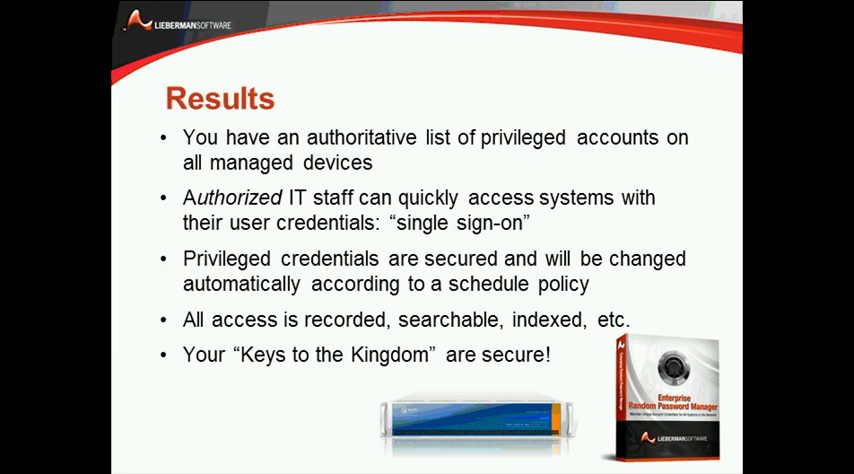 LIEBERMANSOFTWARE
Results
• You have an authoritative list of privileged accounts on
all managed devices
• Authorized IT staff can quickly access systems with
their user credentials: “single sign-on”
• Privileged credentials are secured and will be changed
automatically according to a schedule policy
• All access is recorded, searchable, indexed, etc.
• Your “Keys to the Kingdom” are secure!
Enterprise
Random Password Manager
LIEBERMANSOFTWARE